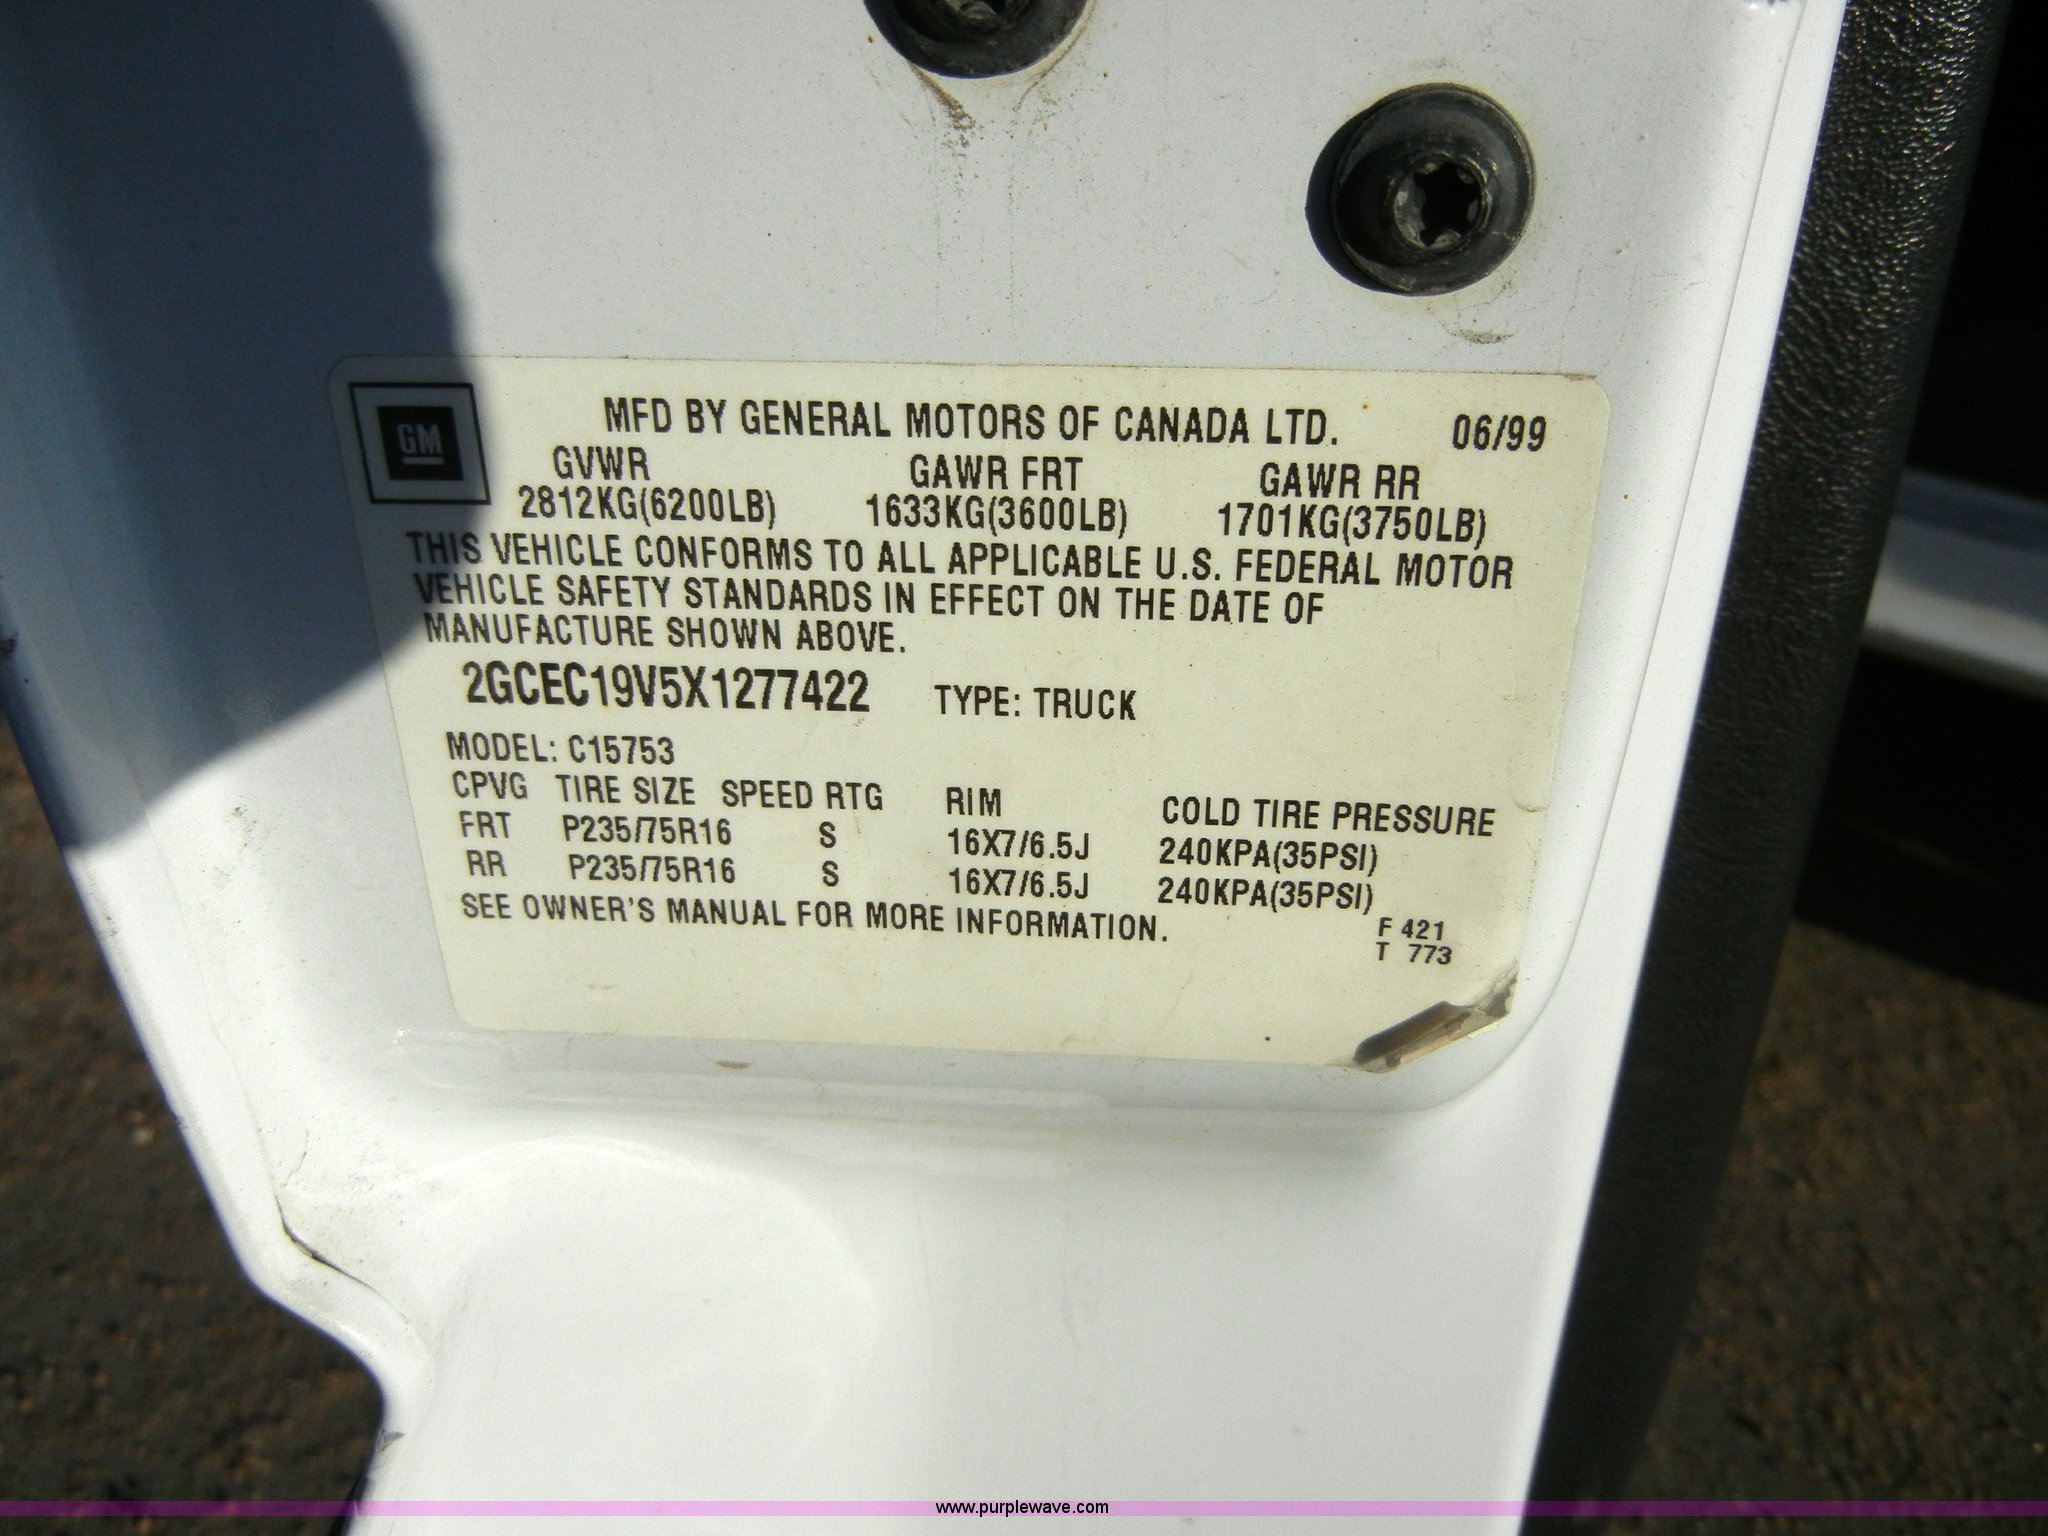 GM
MFD BY GENERAL MOTORS OF CANADA LTD. 06/99
GVWR GAWR FRT GAWR RR
2812KG(6200LB) 1633KG(3600LB) 1701KG(3750LB)
THIS VEHICLE CONFORMS TO ALL APPLICABLE U.S. FEDERAL MOTOR
VEHICLE SAFETY STANDARDS IN EFFECT ON THE DATE OF
MANUFACTURE SHOWN ABOVE.
2GCEC19V5X1277422 TYPE: TRUCK
MODEL: C15753
CPVG TIRE SIZE SPEED RTG RIM COLD TIRE PRESSURE
FRT P235/75R16 S 16X7/6.5J 240KPA(35PSI)
RR P235/75R16 S 16X7/6.5J 240KPA(35PSI)
SEE OWNER'S MANUAL FOR MORE INFORMATION.
F 421
T 773
www.purplewave.com